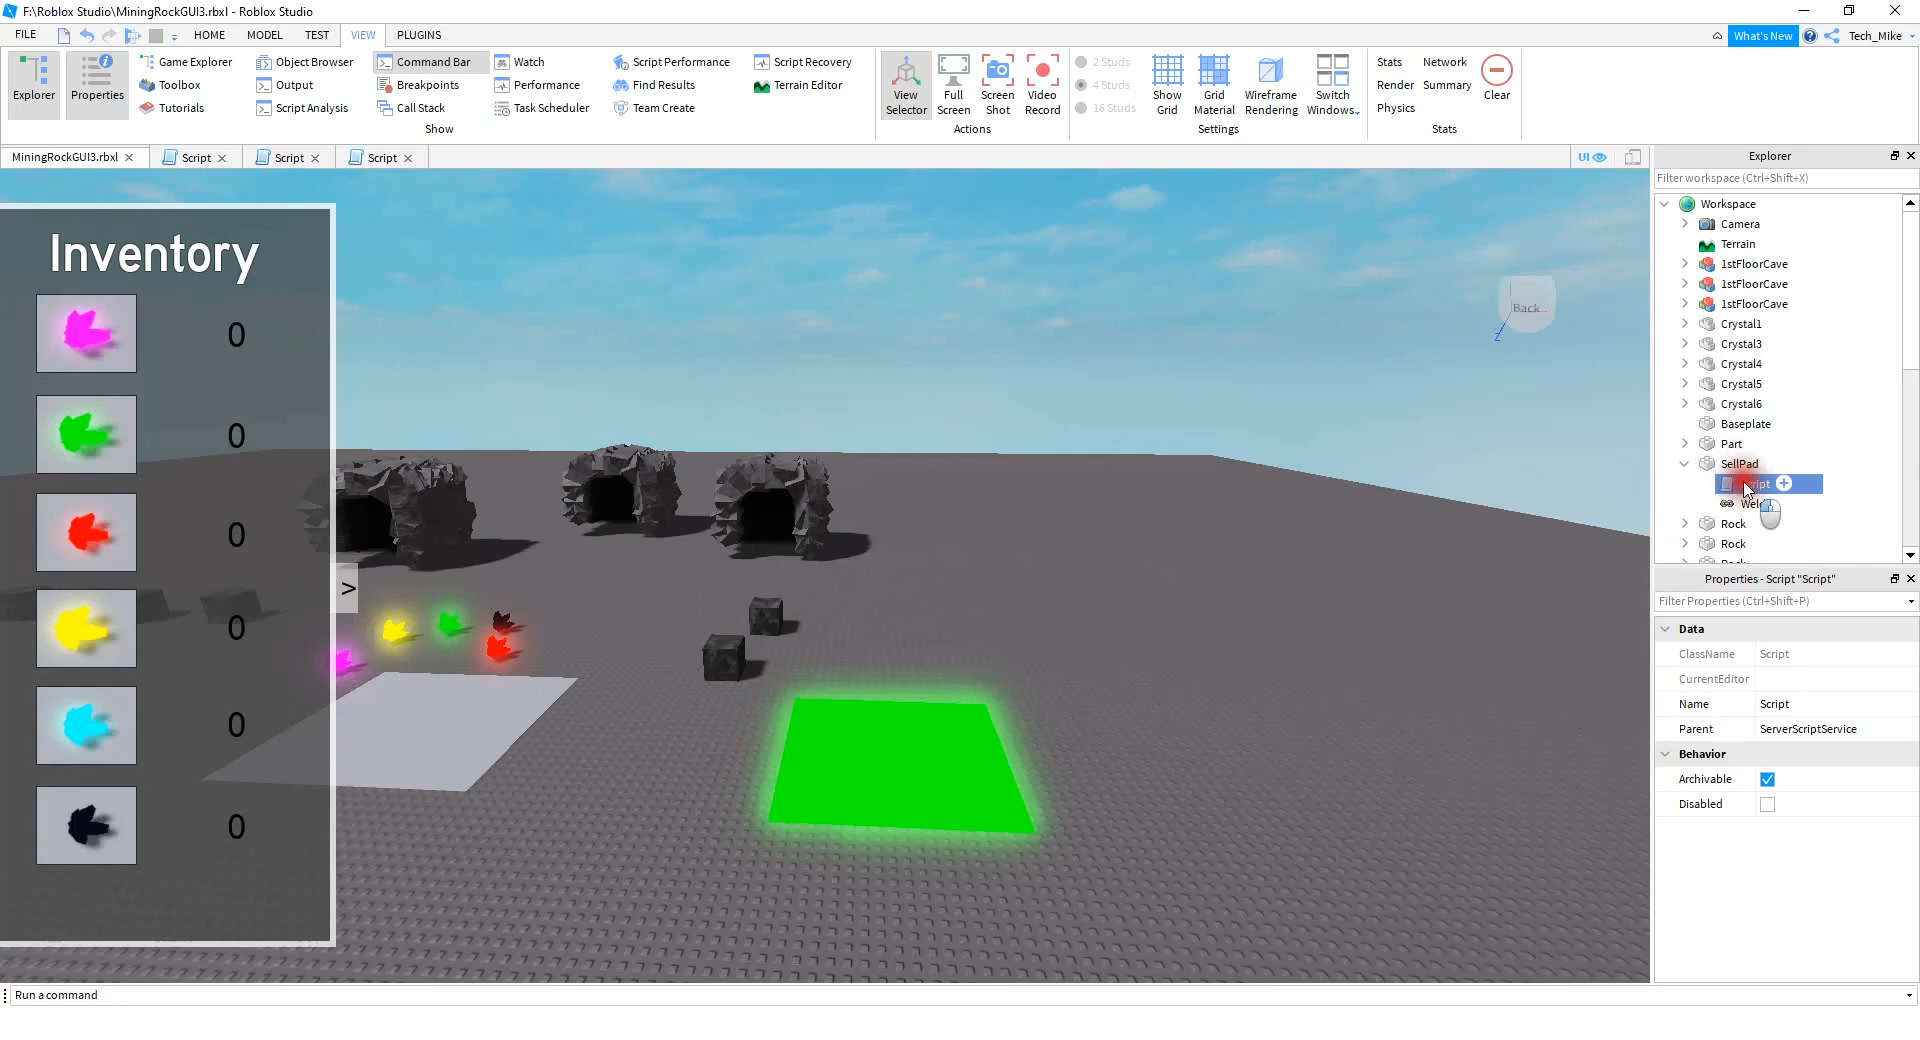 F:\Roblox Studio\MiningRockGUI3.rbxl - Roblox Studio
FILE HOME MODEL TEST VIEW PLUGINS What's New Tech_Mike
Explorer
Properties
Game Explorer Object Browser Command Bar Watch Script Performance Script Recovery
Toolbox Output Breakpoints Performance Find Results Terrain Editor
Tutorials Script Analysis Call Stack Task Scheduler Team Create
Show
View Selector
Full Screen
Screen Shot
Video Record
Actions
2 Studs
4 Studs
16 Studs
Show Grid
Grid Material
Wireframe Rendering
Switch Windows
Settings
Stats Network
Render Summary
Physics
Clear
Stats
MiningRockGUI3.rbxl Script Script Script UI
Inventory
0
0
0
0
0
0
>
Back
Z
Explorer
Filter workspace (Ctrl+Shift+X)
Workspace
Camera
Terrain
1stFloorCave
1stFloorCave
1stFloorCave
Crystal1
Crystal3
Crystal4
Crystal5
Crystal6
Baseplate
Part
SellPad
Rock
Rock
Properties - Script "Script"
Filter Properties (Ctrl+Shift+P)
Data
ClassName Script
CurrentEditor
Name Script
Parent ServerScriptService
Behavior
Archivable
Disabled
Run a command